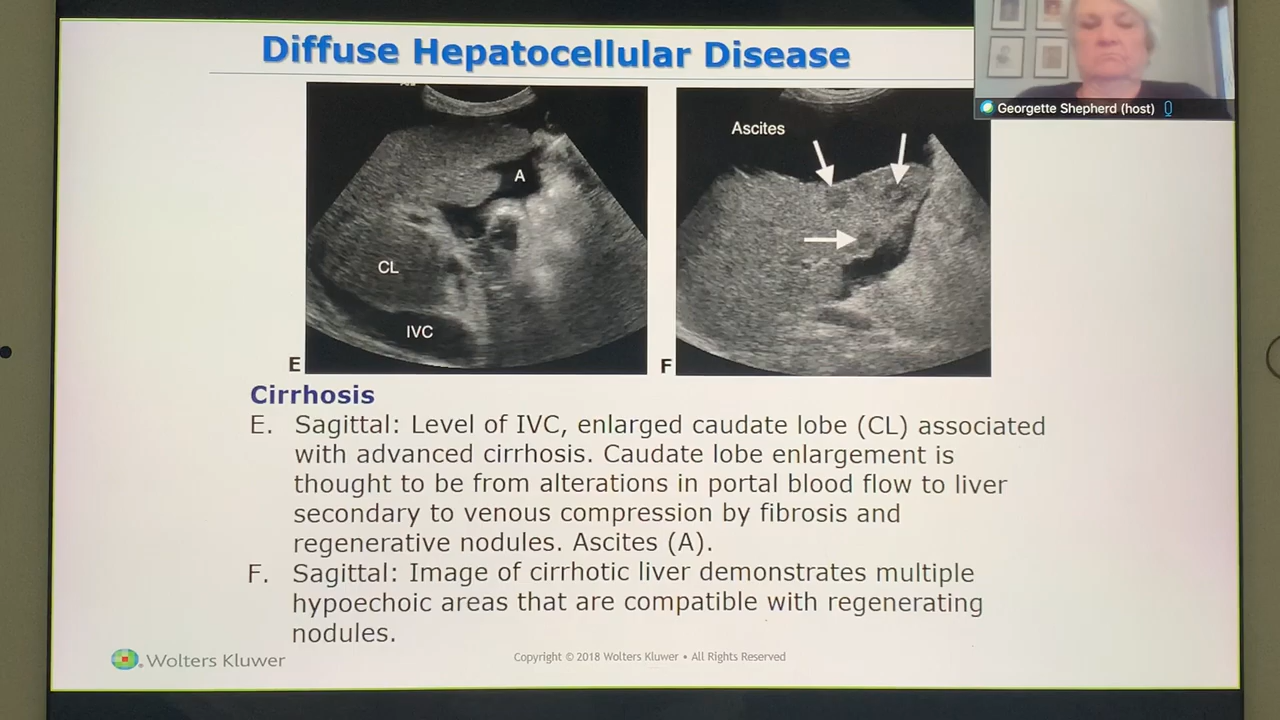 Diffuse Hepatocellular Disease
Georgette Shepherd (host)
A
CL
IVC
E
Ascites
F
Cirrhosis
E. Sagittal: Level of IVC, enlarged caudate lobe (CL) associated
with advanced cirrhosis. Caudate lobe enlargement is
thought to be from alterations in portal blood flow to liver
secondary to venous compression by fibrosis and
regenerative nodules. Ascites (A).
F. Sagittal: Image of cirrhotic liver demonstrates multiple
hypoechoic areas that are compatible with regenerating
nodules.
Wolters Kluwer
Copyright © 2018 Wolters Kluwer • All Rights Reserved